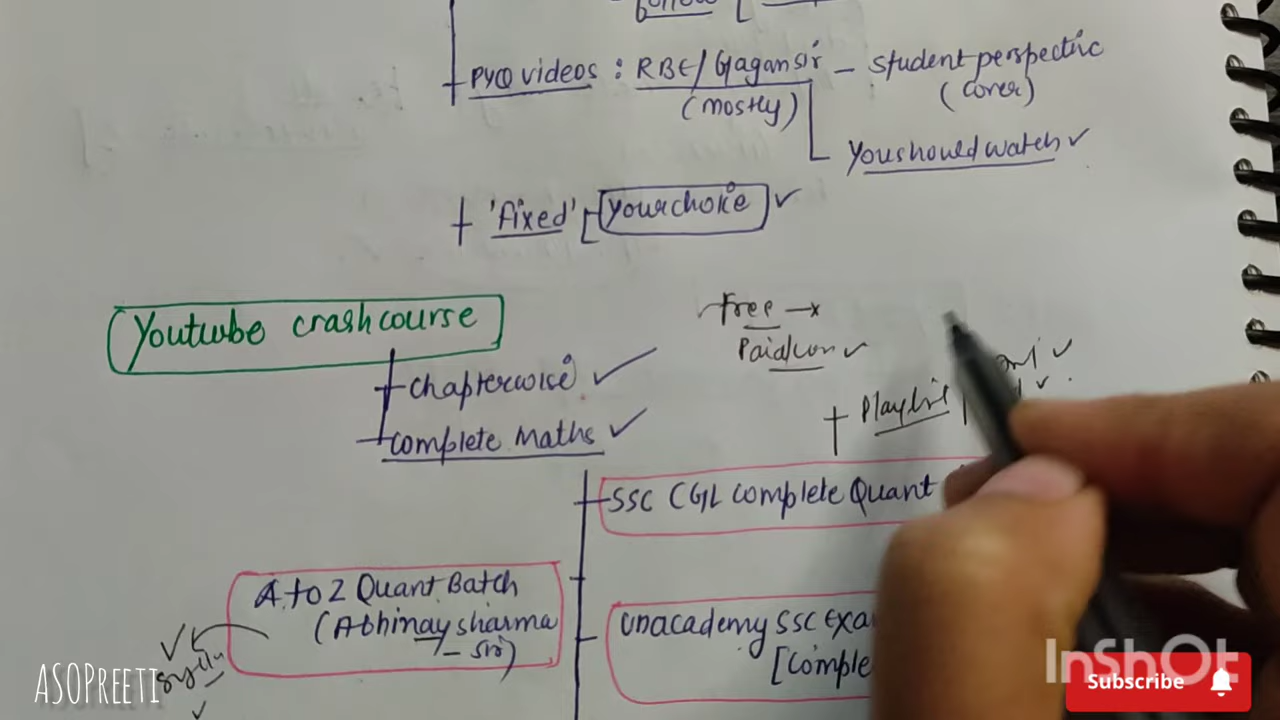 PYQ videos : RBE/Gagan sir – Student perspective
(mostly) (cover)
You should watch ✓
'Fixed' [your choice] ✓
Youtube crashcourse
Free → ×
Paid ✓
chapterwise ✓
Playlist
complete Maths ✓
SSC CGL Complete Quant
A to Z Quant Batch
(Abhinay sharma
– sir)
unacademy SSC Exa
[Comple
ASOPREETI
InShOt
Subscribe